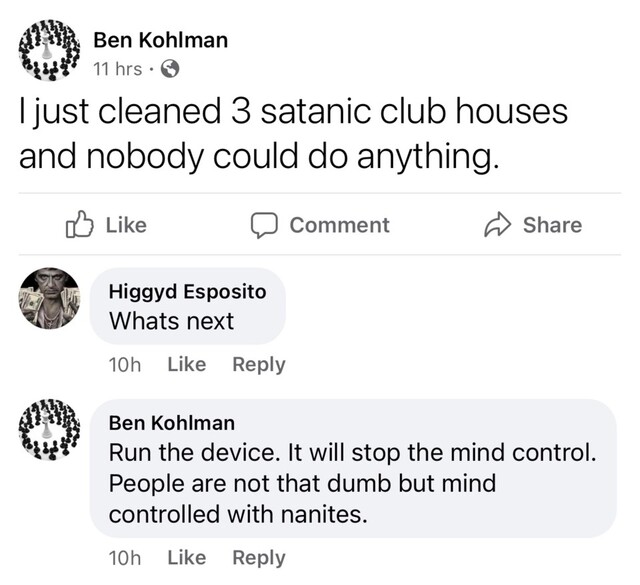 Ben Kohlman
11 hrs ·
I just cleaned 3 satanic club houses
and nobody could do anything.
Like Comment Share
Higgyd Esposito
Whats next
10h Like Reply
Ben Kohlman
Run the device. It will stop the mind control.
People are not that dumb but mind
controlled with nanites.
10h Like Reply